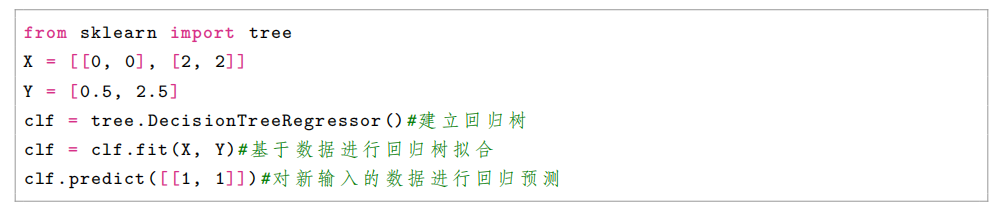 from sklearn import tree
X = [[0, 0], [2, 2]]
Y = [0.5, 2.5]
clf = tree.DecisionTreeRegressor()#建立回归树
clf = clf.fit(X, Y)#基于数据进行回归树拟合
clf.predict([[1, 1]])#对新输入的数据进行回归预测